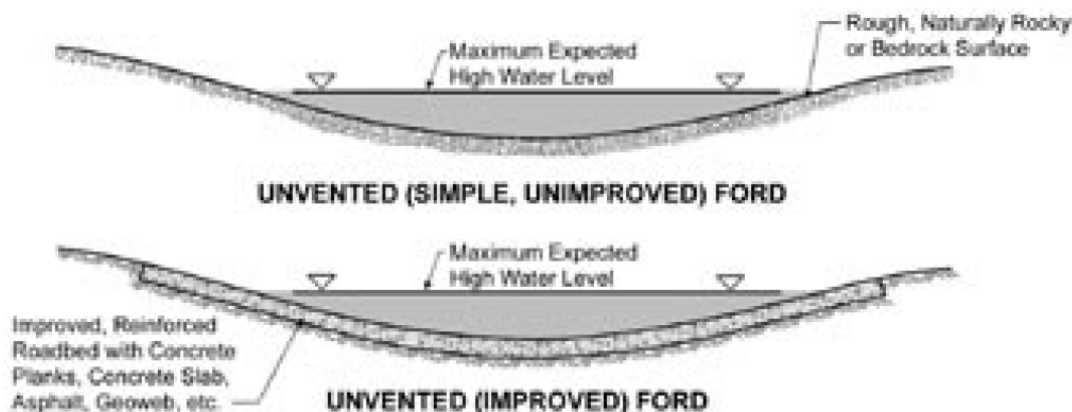 Maximum Expected
High Water Level
Rough, Naturally Rocky
or Bedrock Surface
UNVENTED (SIMPLE, UNIMPROVED) FORD
Maximum Expected
High Water Level
Improved, Reinforced
Roadbed with Concrete
Planks, Concrete Slab,
Asphalt, Geoweb, etc.
UNVENTED (IMPROVED) FORD